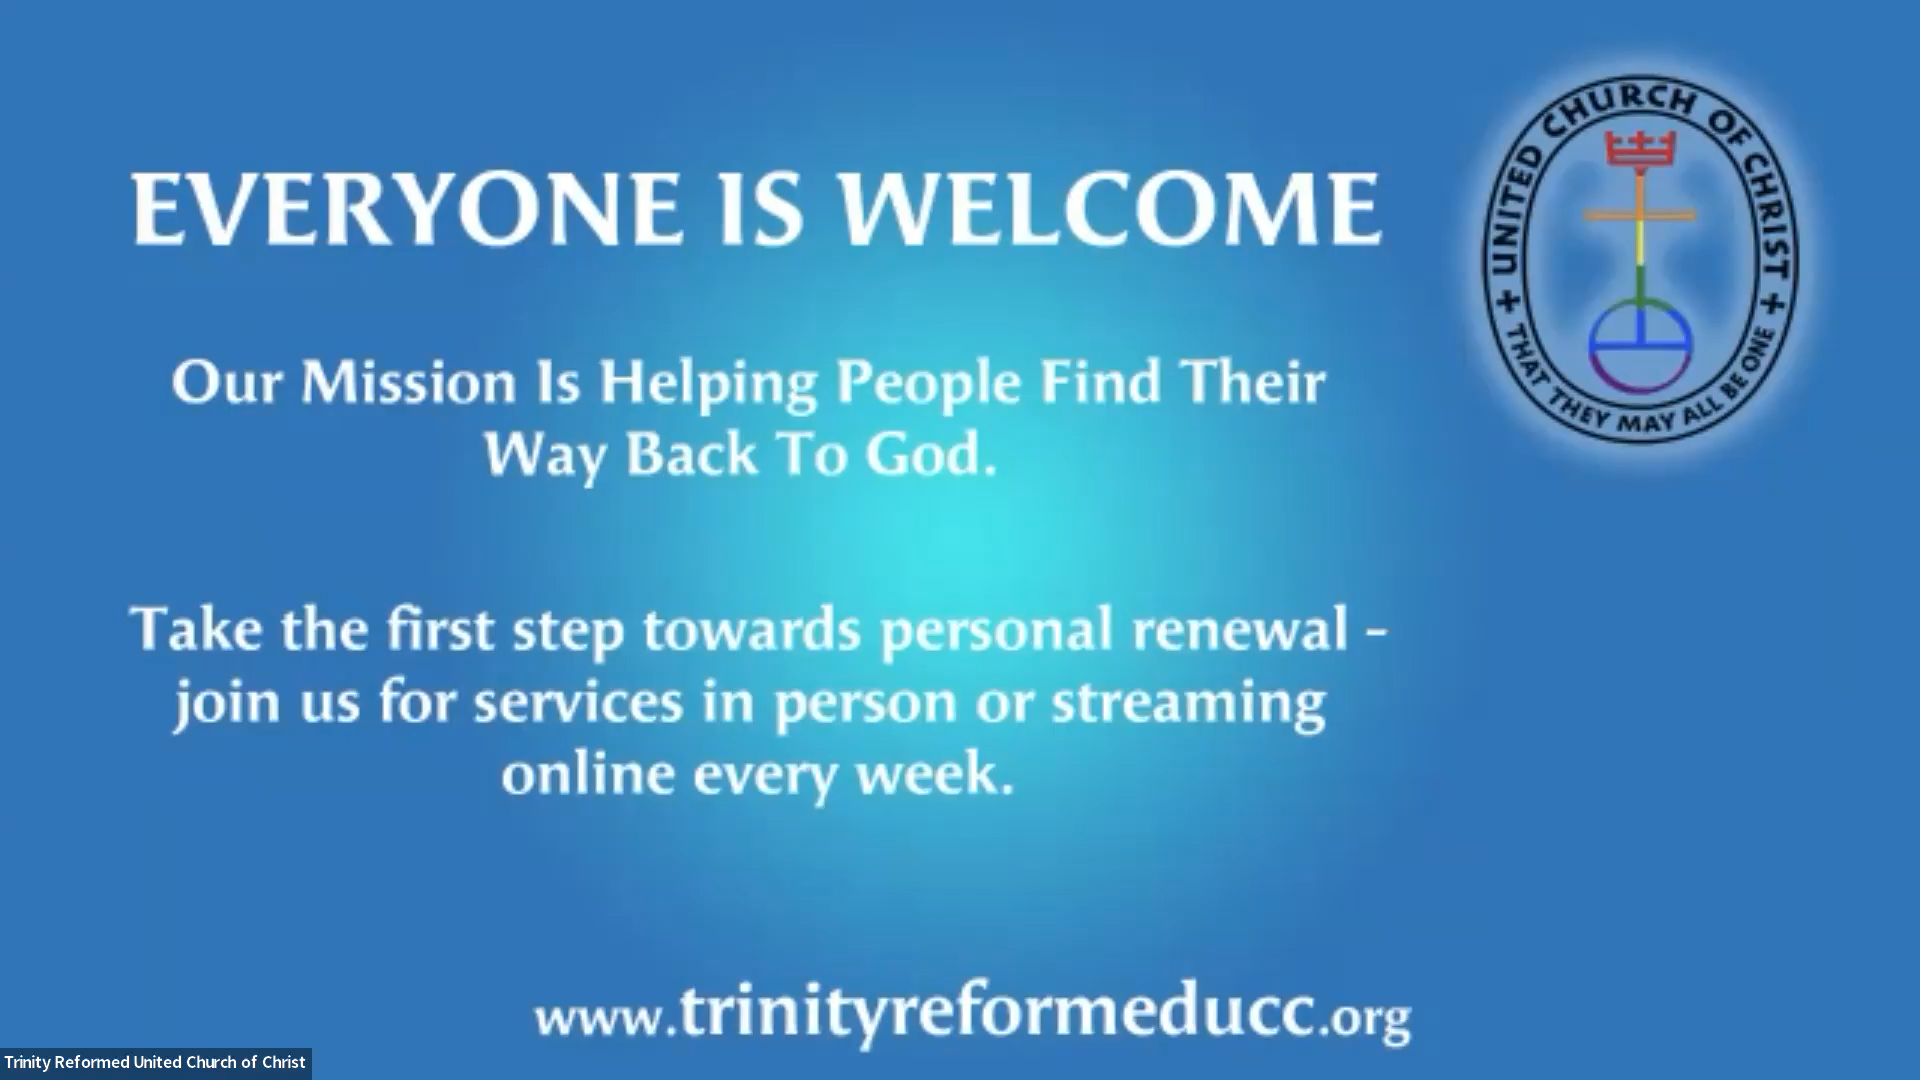 EVERYONE IS WELCOME
Our Mission Is Helping People Find Their
Way Back To God.
Take the first step towards personal renewal -
join us for services in person or streaming
online every week.
www.trinityreformeducc.org
UNITED CHURCH OF CHRIST
THAT THEY MAY ALL BE ONE
Trinity Reformed United Church of Christ